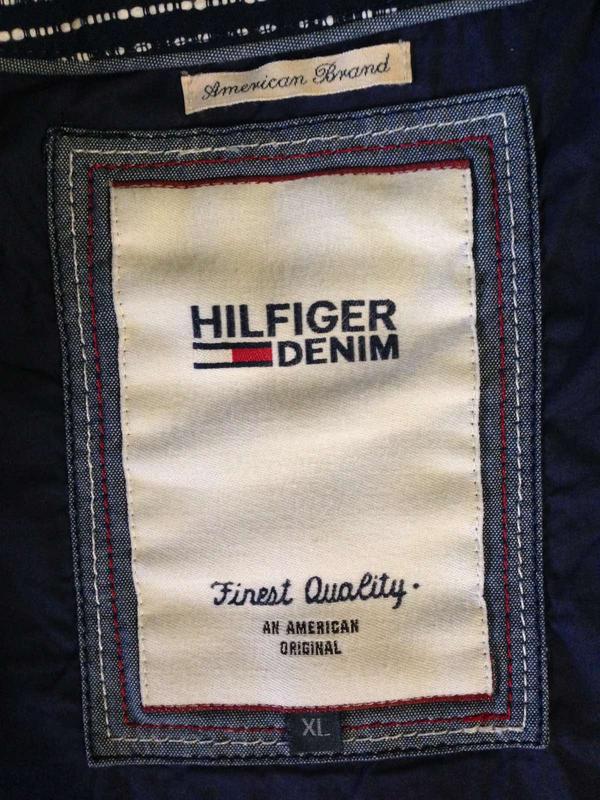 American Brand
HILFIGER
DENIM
Finest Quality.
AN AMERICAN
ORIGINAL
XL